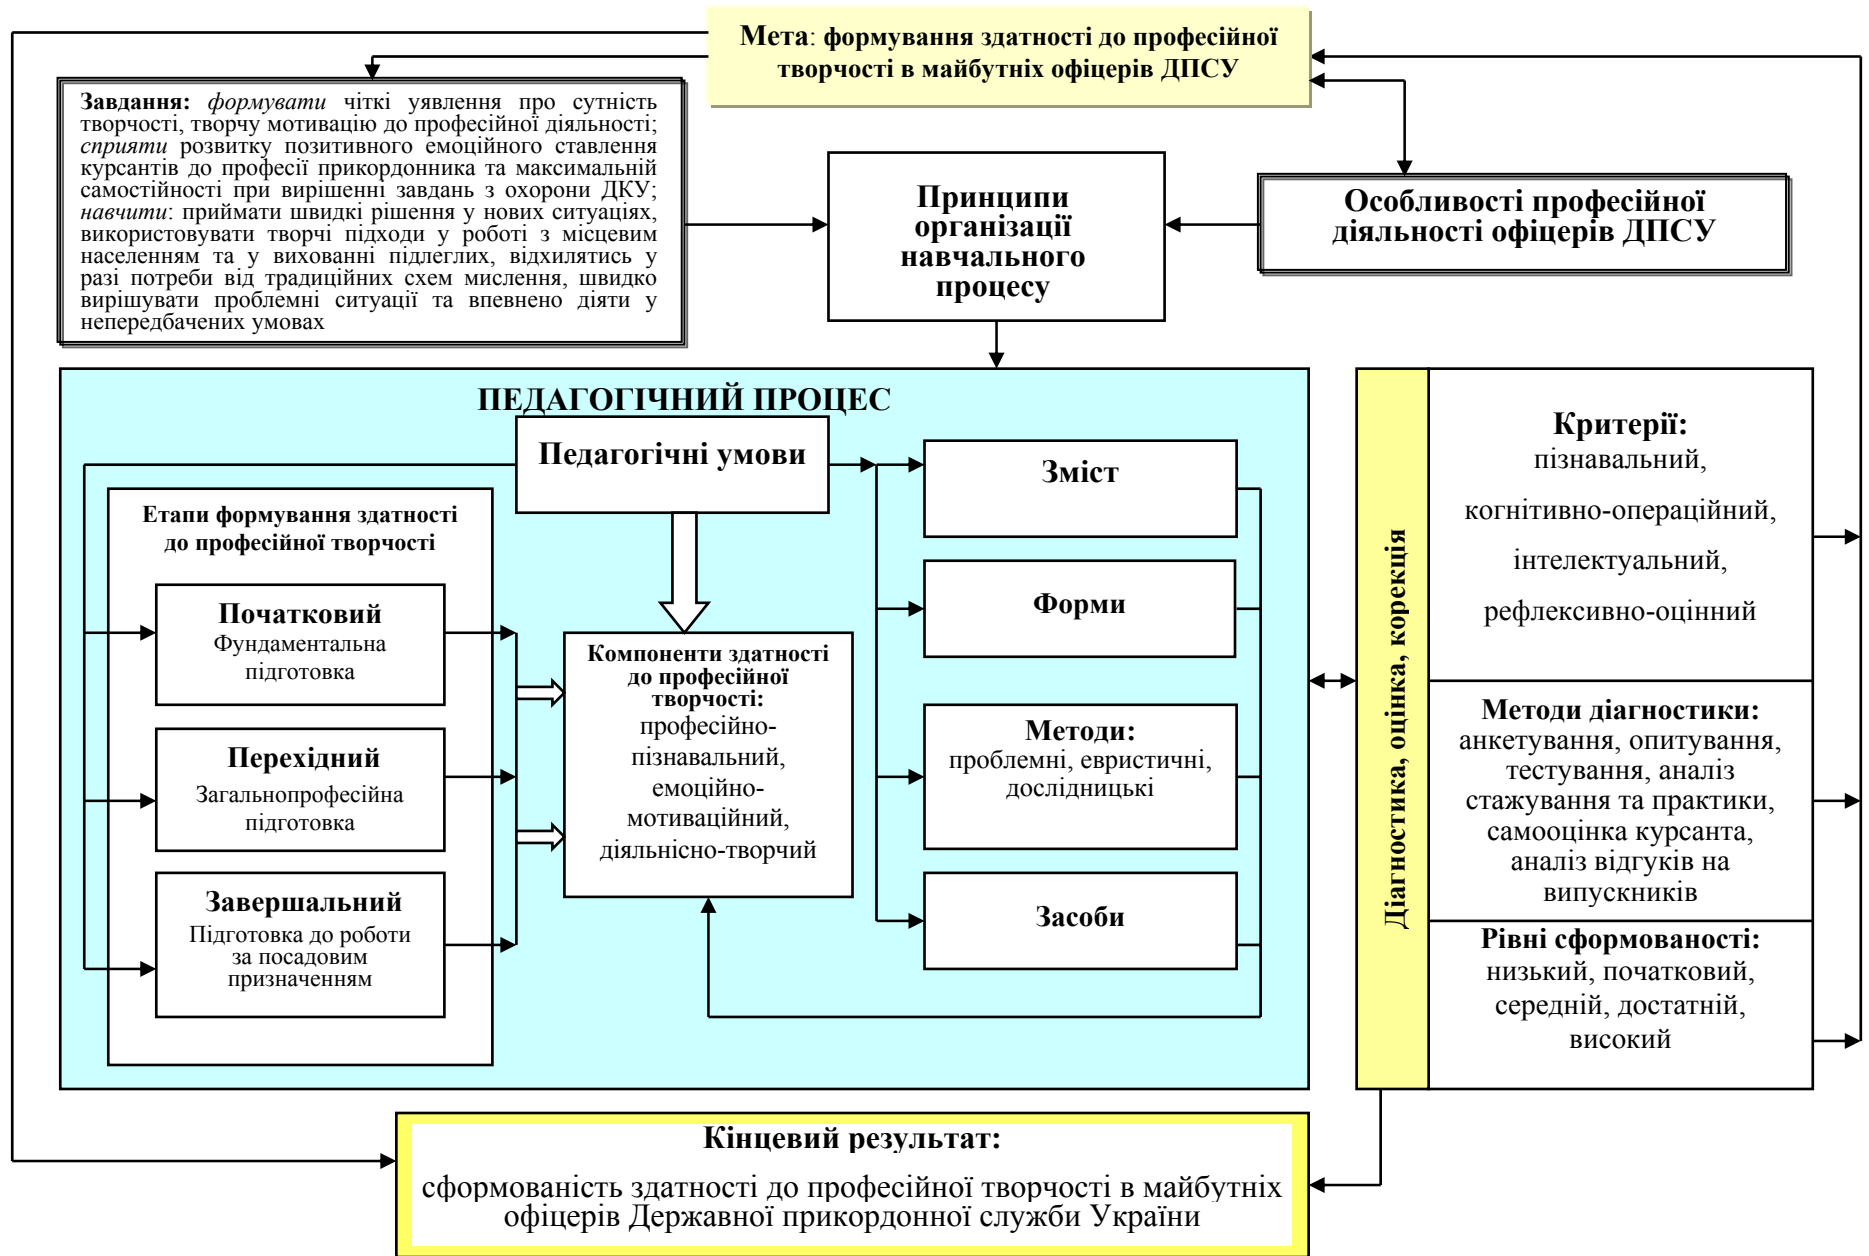 Мета: формування здатності до професійної
творчості в майбутніх офіцерів ДПСУ
Завдання: формувати чіткі уявлення про сутність
творчості, творчу мотивацію до професійної діяльності;
сприяти розвитку позитивного емоційного ставлення
курсантів до професії прикордонника та максимальній
самостійності при вирішенні завдань з охорони ДКУ;
навчити: приймати швидкі рішення у нових ситуаціях,
використовувати творчі підходи у роботі з місцевим
населенням та у вихованні підлеглих, відхилятись у
разі потреби від традиційних схем мислення, швидко
вирішувати проблемні ситуації та впевнено діяти у
непередбачених умовах
Принципи
організації
навчального
процесу
Особливості професійної
діяльності офіцерів ДПСУ
ПЕДАГОГІЧНИЙ ПРОЦЕС
Педагогічні умови
Етапи формування здатності
до професійної творчості
Початковий
Фундаментальна
підготовка
Перехідний
Загальнопрофесійна
підготовка
Завершальний
Підготовка до роботи
за посадовим
призначенням
Компоненти здатності
до професійної
творчості:
професійно-
пізнавальний,
емоційно-
мотиваційний,
діяльнісно-творчий
Зміст
Форми
Методи:
проблемні, евристичні,
дослідницькі
Засоби
Діагностика, оцінка, корекція
Критерії:
пізнавальний,
когнітивно-операційний,
інтелектуальний,
рефлексивно-оцінний
Методи діагностики:
анкетування, опитування,
тестування, аналіз
стажування та практики,
самооцінка курсанта,
аналіз відгуків на
випускників
Рівні сформованості:
низький, початковий,
середній, достатній,
високий
Кінцевий результат:
сформованість здатності до професійної творчості в майбутніх
офіцерів Державної прикордонної служби України